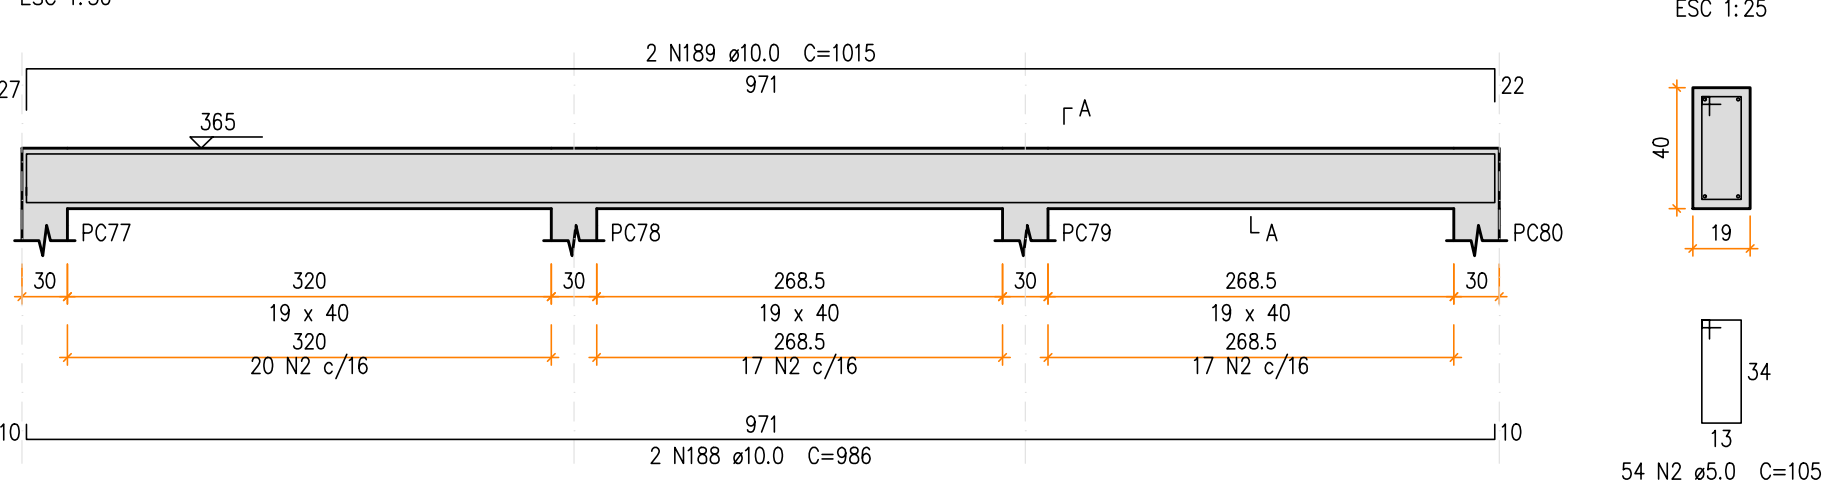 ESC 1:50
ESC 1:25
2 N189 ø10.0 C=1015
27
971
22
A
365
40
PC77
PC78
PC79
A
PC80
19
30
320
30
268.5
30
268.5
30
19 x 40
19 x 40
19 x 40
320
268.5
268.5
20 N2 c/16
17 N2 c/16
17 N2 c/16
34
10
971
10
13
2 N188 ø10.0 C=986
54 N2 ø5.0 C=105